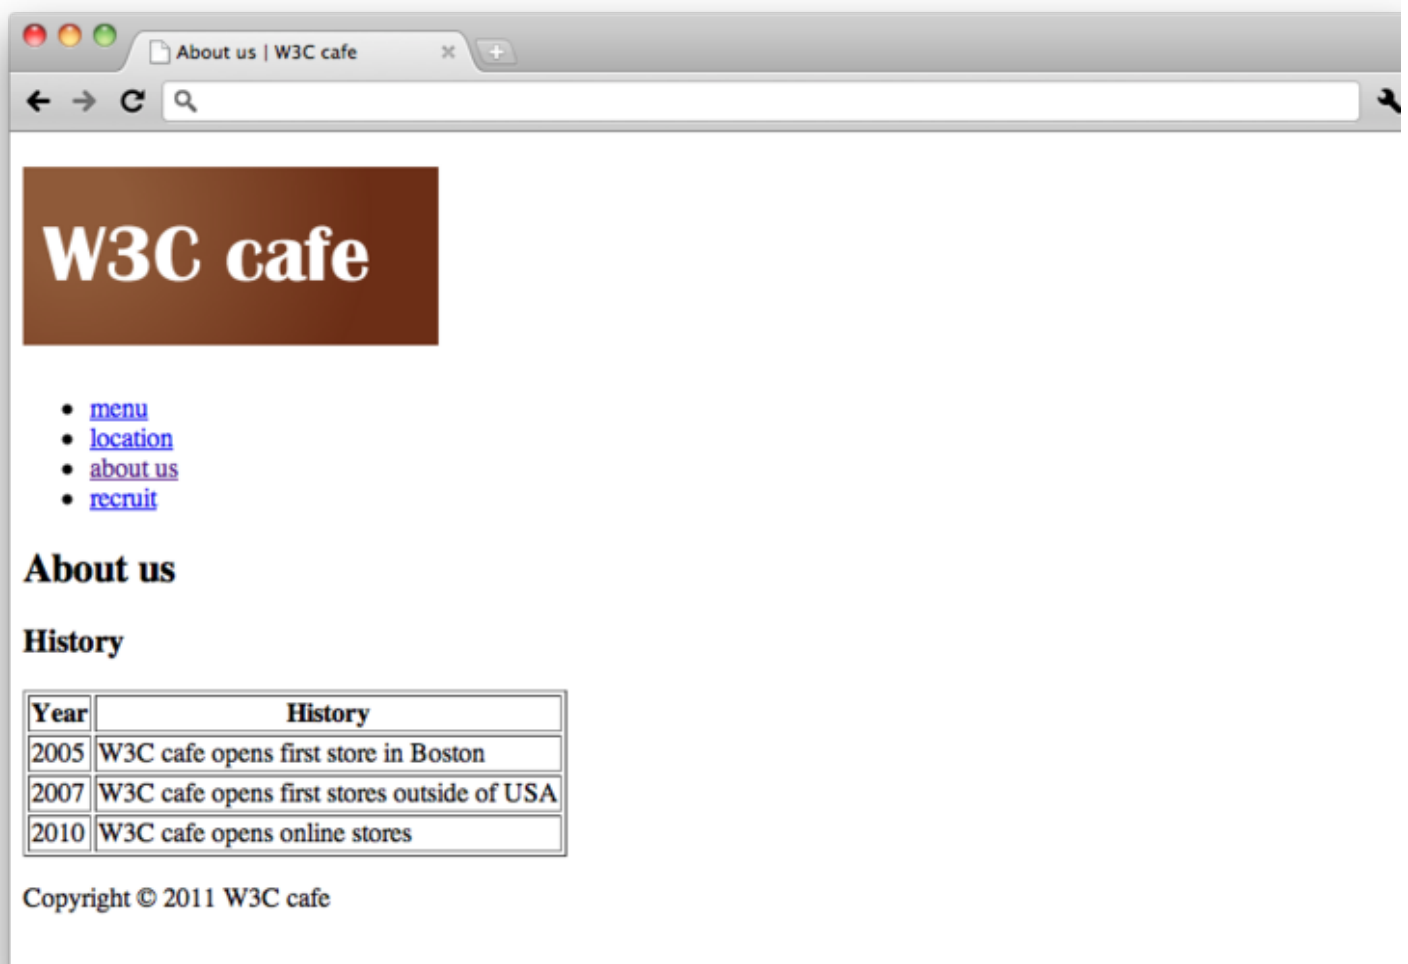 About us | W3C cafe
W3C cafe
menu
location
about us
recruit
About us
History
Year History
2005 W3C cafe opens first store in Boston
2007 W3C cafe opens first stores outside of USA
2010 W3C cafe opens online stores
Copyright © 2011 W3C cafe